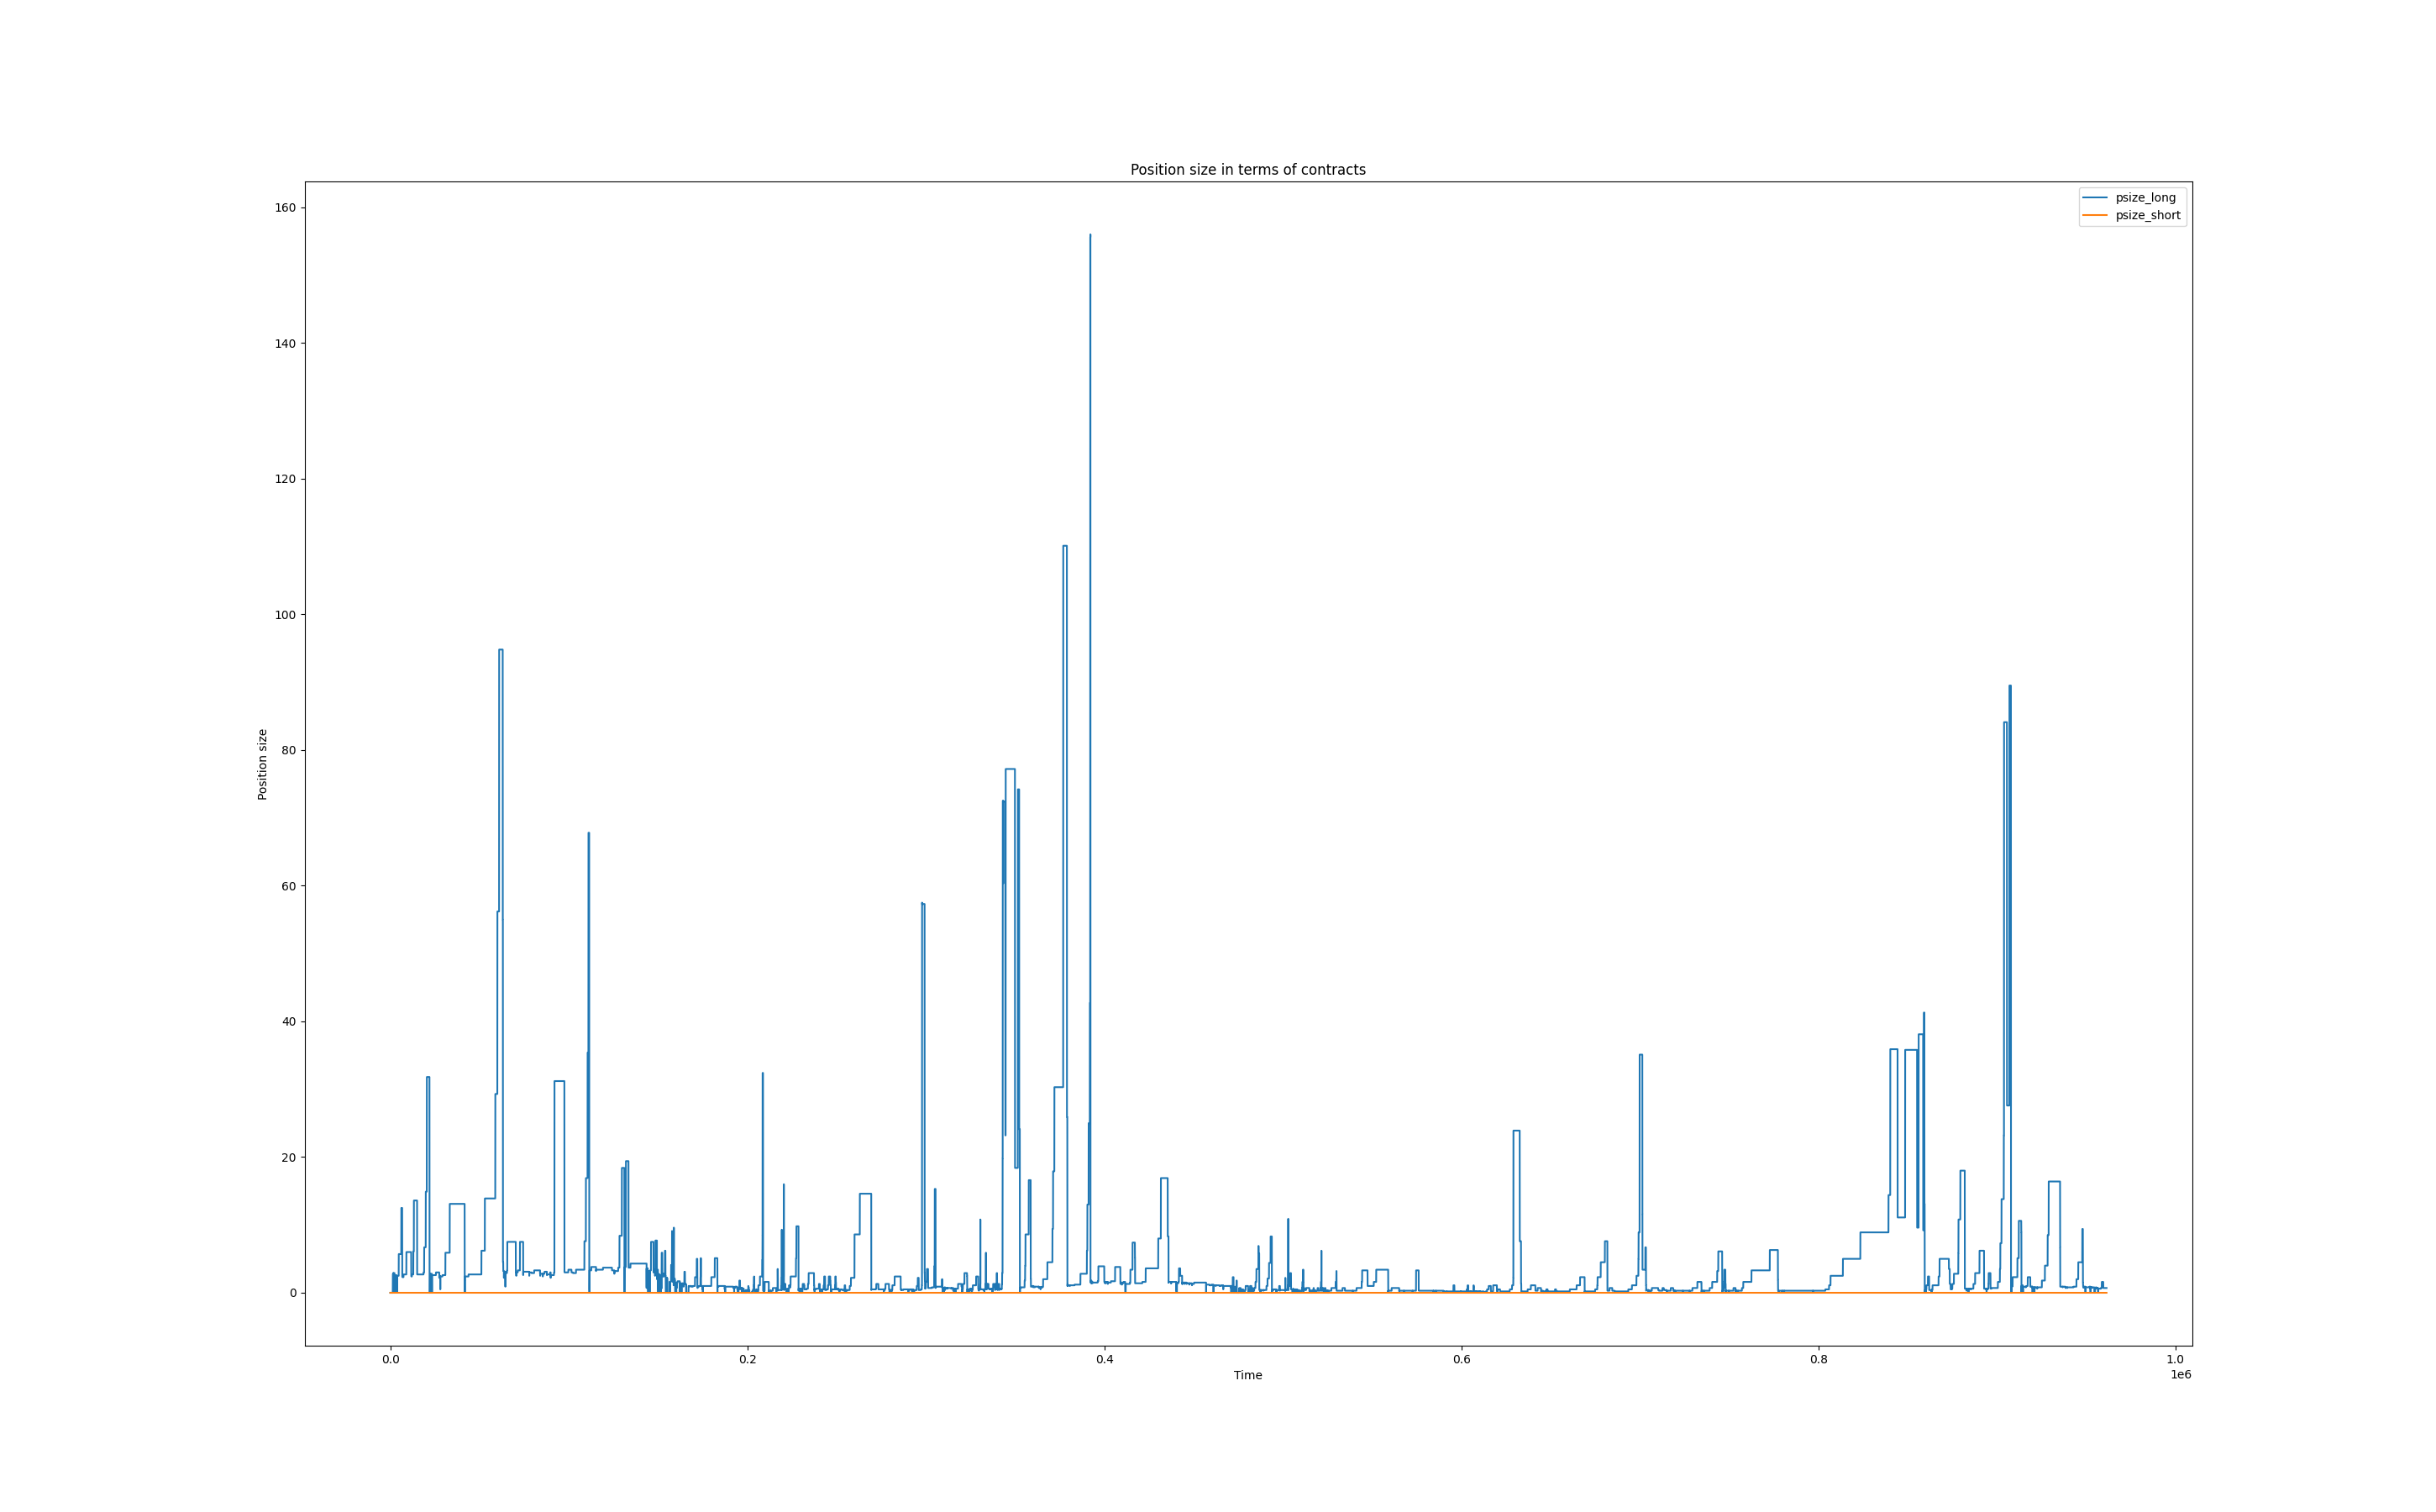 Position size in terms of contracts
psize_long
psize_short
160
140
120
100
80
60
40
20
0
Position size
0.0 0.2 0.4 0.6 0.8 1.0
Time
1e6